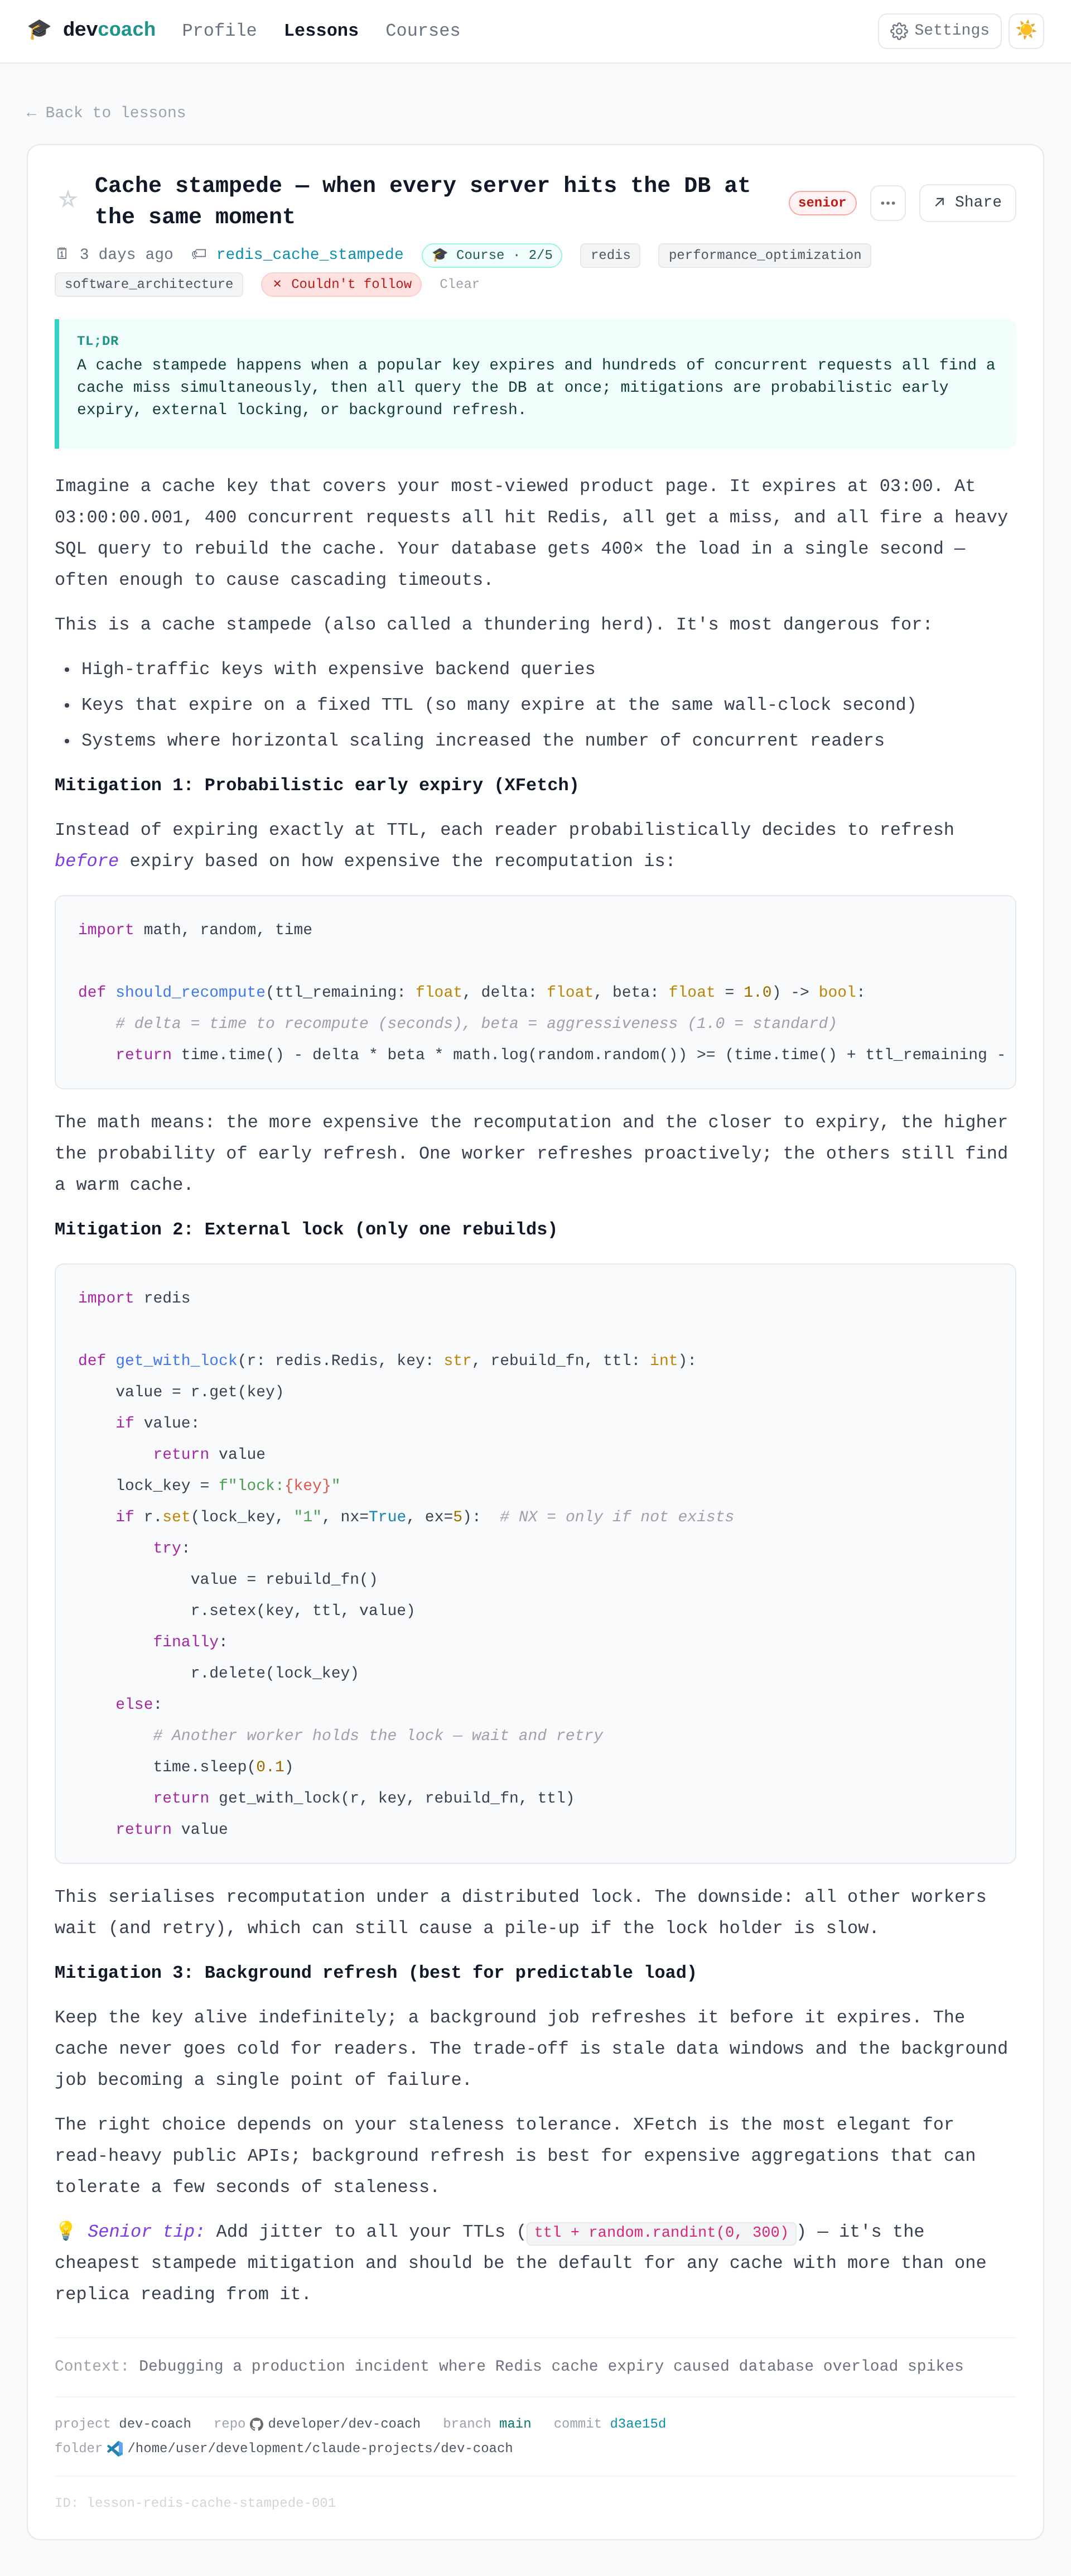 🎓 devcoach Profile Lessons Courses Settings ☀️
← Back to lessons
☆ Cache stampede — when every server hits the DB at
the same moment
senior ••• ↗ Share
3 days ago redis_cache_stampede 🎓 Course · 2/5 redis performance_optimization
software_architecture × Couldn't follow Clear
TL;DR
A cache stampede happens when a popular key expires and hundreds of concurrent requests all find a
cache miss simultaneously, then all query the DB at once; mitigations are probabilistic early
expiry, external locking, or background refresh.
Imagine a cache key that covers your most-viewed product page. It expires at 03:00. At
03:00:00.001, 400 concurrent requests all hit Redis, all get a miss, and all fire a heavy
SQL query to rebuild the cache. Your database gets 400× the load in a single second —
often enough to cause cascading timeouts.
This is a cache stampede (also called a thundering herd). It's most dangerous for:
• High-traffic keys with expensive backend queries
• Keys that expire on a fixed TTL (so many expire at the same wall-clock second)
• Systems where horizontal scaling increased the number of concurrent readers
Mitigation 1: Probabilistic early expiry (XFetch)
Instead of expiring exactly at TTL, each reader probabilistically decides to refresh
before expiry based on how expensive the recomputation is:
import math, random, time
def should_recompute(ttl_remaining: float, delta: float, beta: float = 1.0) -> bool:
    # delta = time to recompute (seconds), beta = aggressiveness (1.0 = standard)
    return time.time() - delta * beta * math.log(random.random()) >= (time.time() + ttl_remaining -
The math means: the more expensive the recomputation and the closer to expiry, the higher
the probability of early refresh. One worker refreshes proactively; the others still find
a warm cache.
Mitigation 2: External lock (only one rebuilds)
import redis
def get_with_lock(r: redis.Redis, key: str, rebuild_fn, ttl: int):
    value = r.get(key)
    if value:
        return value
    lock_key = f"lock:{key}"
    if r.set(lock_key, "1", nx=True, ex=5):  # NX = only if not exists
        try:
            value = rebuild_fn()
            r.setex(key, ttl, value)
        finally:
            r.delete(lock_key)
    else:
        # Another worker holds the lock — wait and retry
        time.sleep(0.1)
        return get_with_lock(r, key, rebuild_fn, ttl)
    return value
This serialises recomputation under a distributed lock. The downside: all other workers
wait (and retry), which can still cause a pile-up if the lock holder is slow.
Mitigation 3: Background refresh (best for predictable load)
Keep the key alive indefinitely; a background job refreshes it before it expires. The
cache never goes cold for readers. The trade-off is stale data windows and the background
job becoming a single point of failure.
The right choice depends on your staleness tolerance. XFetch is the most elegant for
read-heavy public APIs; background refresh is best for expensive aggregations that can
tolerate a few seconds of staleness.
💡 Senior tip: Add jitter to all your TTLs (ttl + random.randint(0, 300)) — it's the
cheapest stampede mitigation and should be the default for any cache with more than one
replica reading from it.
Context: Debugging a production incident where Redis cache expiry caused database overload spikes
project dev-coach repo developer/dev-coach branch main commit d3ae15d
folder /home/user/development/claude-projects/dev-coach
ID: lesson-redis-cache-stampede-001